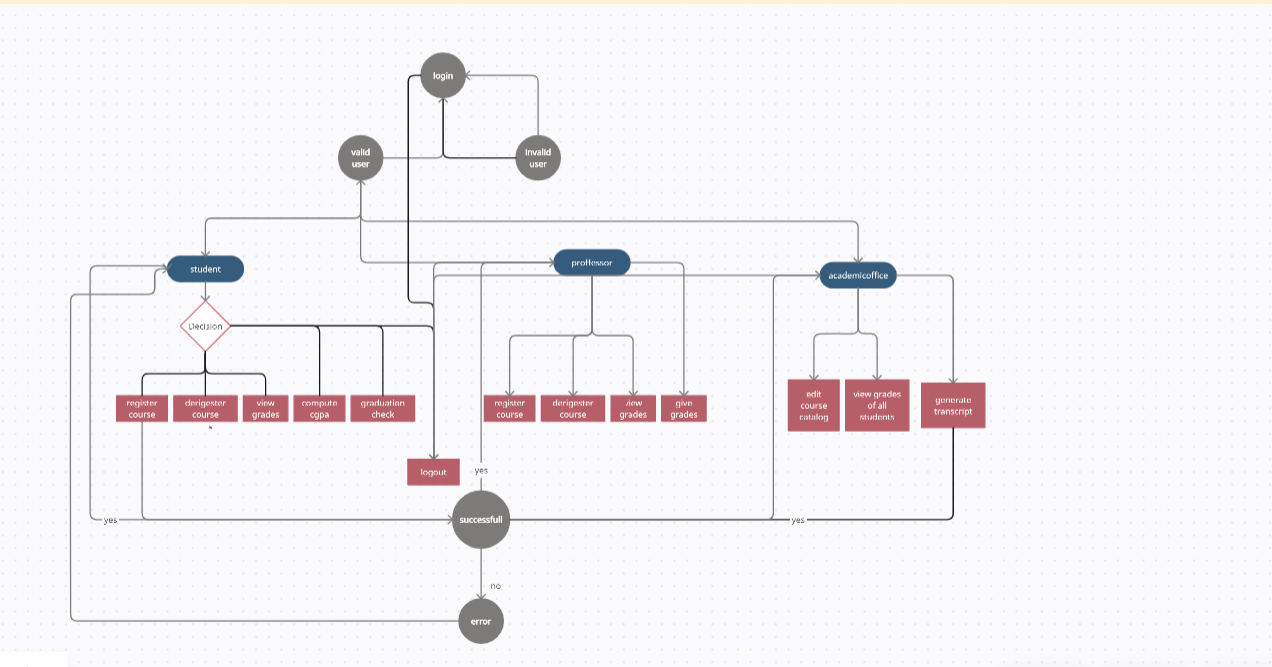 login
valid
user
invalid
user
student
proffessor
academicoffice
Decision
register
course
derigester
course
view
grades
compute
cgpa
graduation
check
register
course
derigester
course
view
grades
give
grades
edit
course
catalog
view grades
of all
students
generate
transcript
logout
yes
yes
successfull
yes
no
error